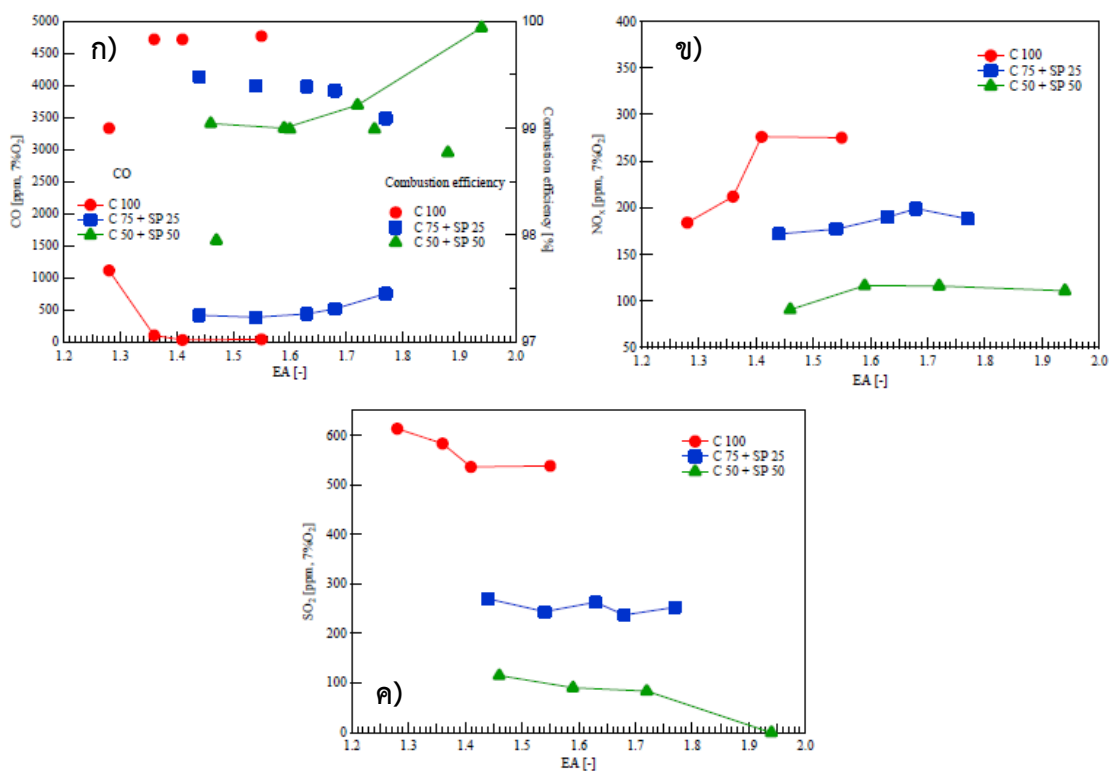 ก)
5000
4500
4000
3500
3000
2500
2000
1500
1000
500
0
CO [ppm, 7%O₂]
1.2 1.3 1.4 1.5 1.6 1.7 1.8 1.9 2.0
EA [-]
100
99
98
97
Combustion efficiency [%]
CO
C 100
C 75 + SP 25
C 50 + SP 50
Combustion efficiency
C 100
C 75 + SP 25
C 50 + SP 50
ข)
400
350
300
250
200
150
100
50
NOₓ [ppm, 7%O₂]
1.2 1.3 1.4 1.5 1.6 1.7 1.8 1.9 2.0
EA [-]
C 100
C 75 + SP 25
C 50 + SP 50
ค)
600
500
400
300
200
100
0
SO₂ [ppm, 7%O₂]
1.2 1.3 1.4 1.5 1.6 1.7 1.8 1.9 2.0
EA [-]
C 100
C 75 + SP 25
C 50 + SP 50